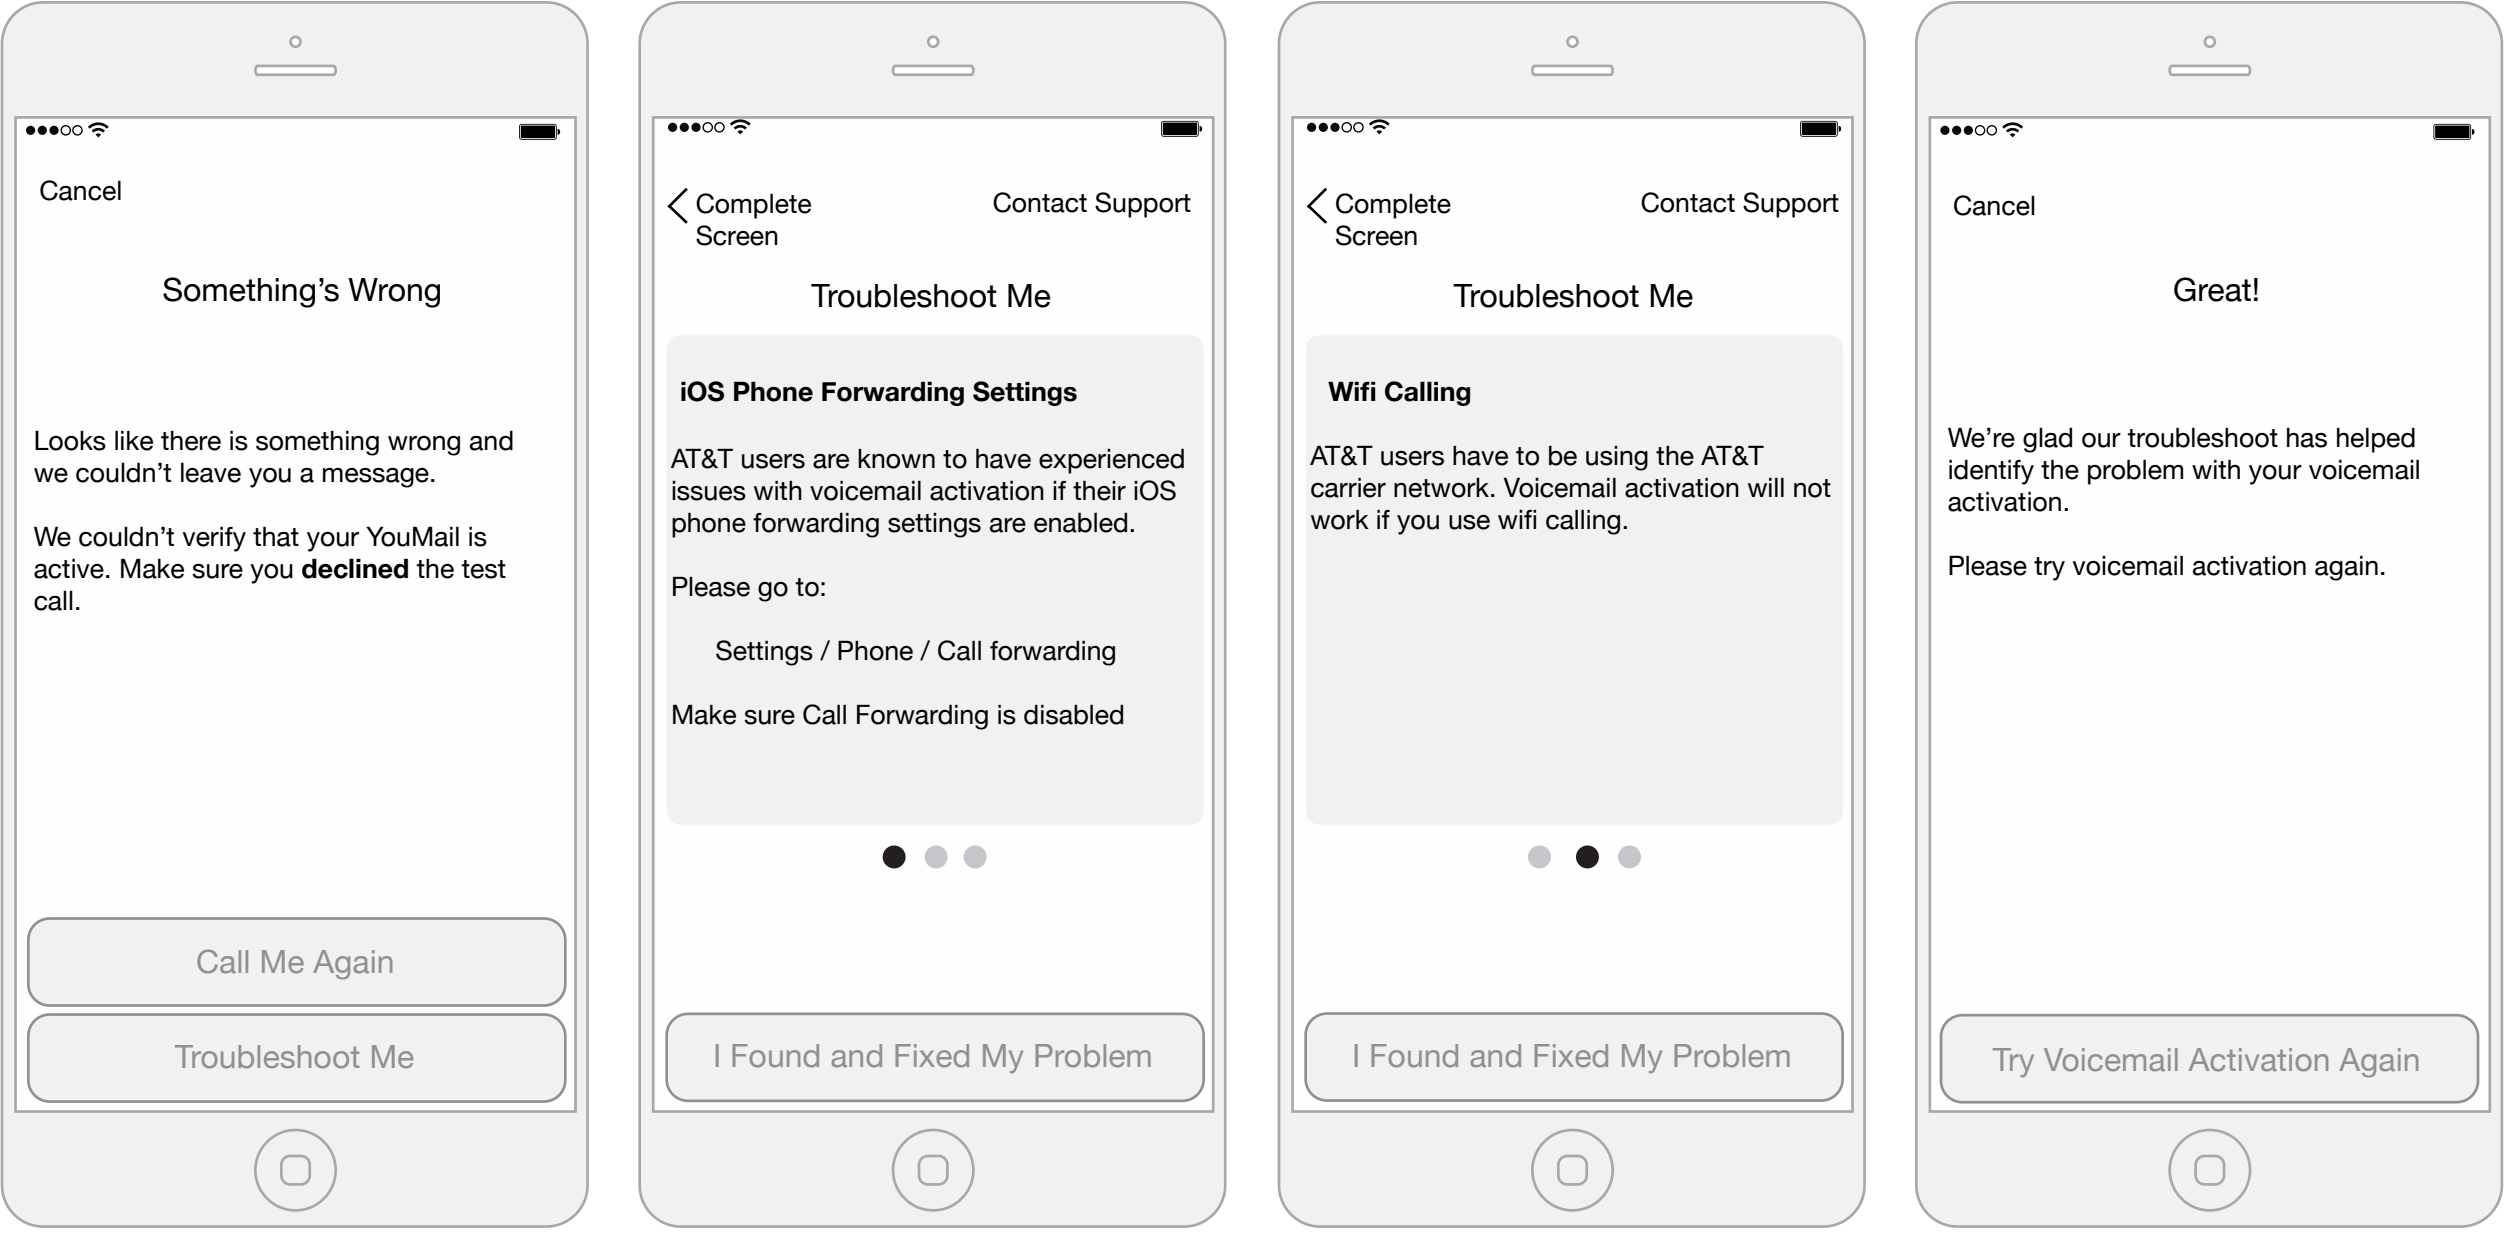 Cancel
Something’s Wrong
Looks like there is something wrong and
we couldn’t leave you a message.
We couldn’t verify that your YouMail is
active. Make sure you declined the test
call.
Call Me Again
Troubleshoot Me
Complete
Screen
Contact Support
Troubleshoot Me
iOS Phone Forwarding Settings
AT&T users are known to have experienced
issues with voicemail activation if their iOS
phone forwarding settings are enabled.
Please go to:
Settings / Phone / Call forwarding
Make sure Call Forwarding is disabled
I Found and Fixed My Problem
Complete
Screen
Contact Support
Troubleshoot Me
Wifi Calling
AT&T users have to be using the AT&T
carrier network. Voicemail activation will not
work if you use wifi calling.
I Found and Fixed My Problem
Cancel
Great!
We’re glad our troubleshoot has helped
identify the problem with your voicemail
activation.
Please try voicemail activation again.
Try Voicemail Activation Again